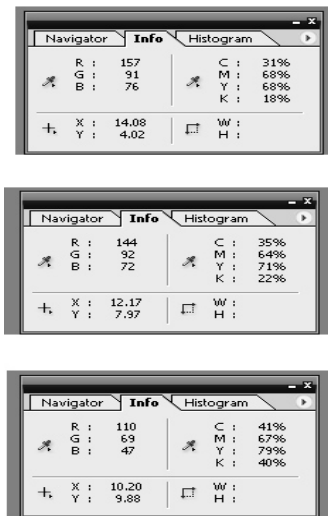 Navigator Info Histogram
R : 157 C : 31%
G : 91 M : 68%
B : 76 Y : 68%
K : 18%
X : 14.08 W :
Y : 4.02 H :
Navigator Info Histogram
R : 144 C : 35%
G : 92 M : 64%
B : 72 Y : 71%
K : 22%
X : 12.17 W :
Y : 7.97 H :
Navigator Info Histogram
R : 110 C : 41%
G : 69 M : 67%
B : 47 Y : 79%
K : 40%
X : 10.20 W :
Y : 9.88 H :